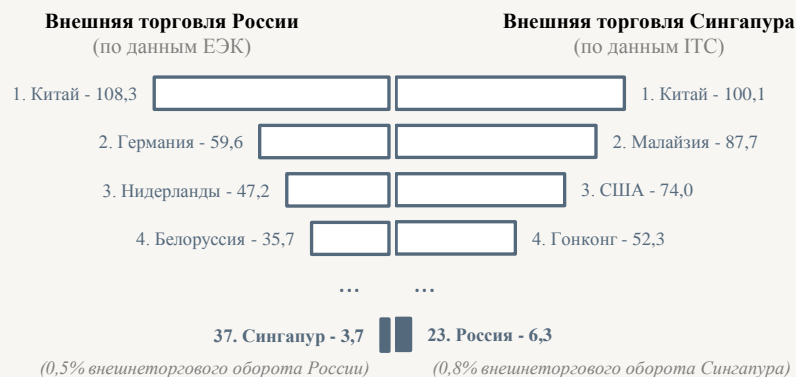 Внешняя торговля России
(по данным ЕЭК)
1. Китай - 108,3
2. Германия - 59,6
3. Нидерланды - 47,2
4. Белоруссия - 35,7
...
37. Сингапур - 3,7
(0,5% внешнеторгового оборота России)
Внешняя торговля Сингапура
(по данным ITC)
1. Китай - 100,1
2. Малайзия - 87,7
3. США - 74,0
4. Гонконг - 52,3
...
23. Россия - 6,3
(0,8% внешнеторгового оборота Сингапура)